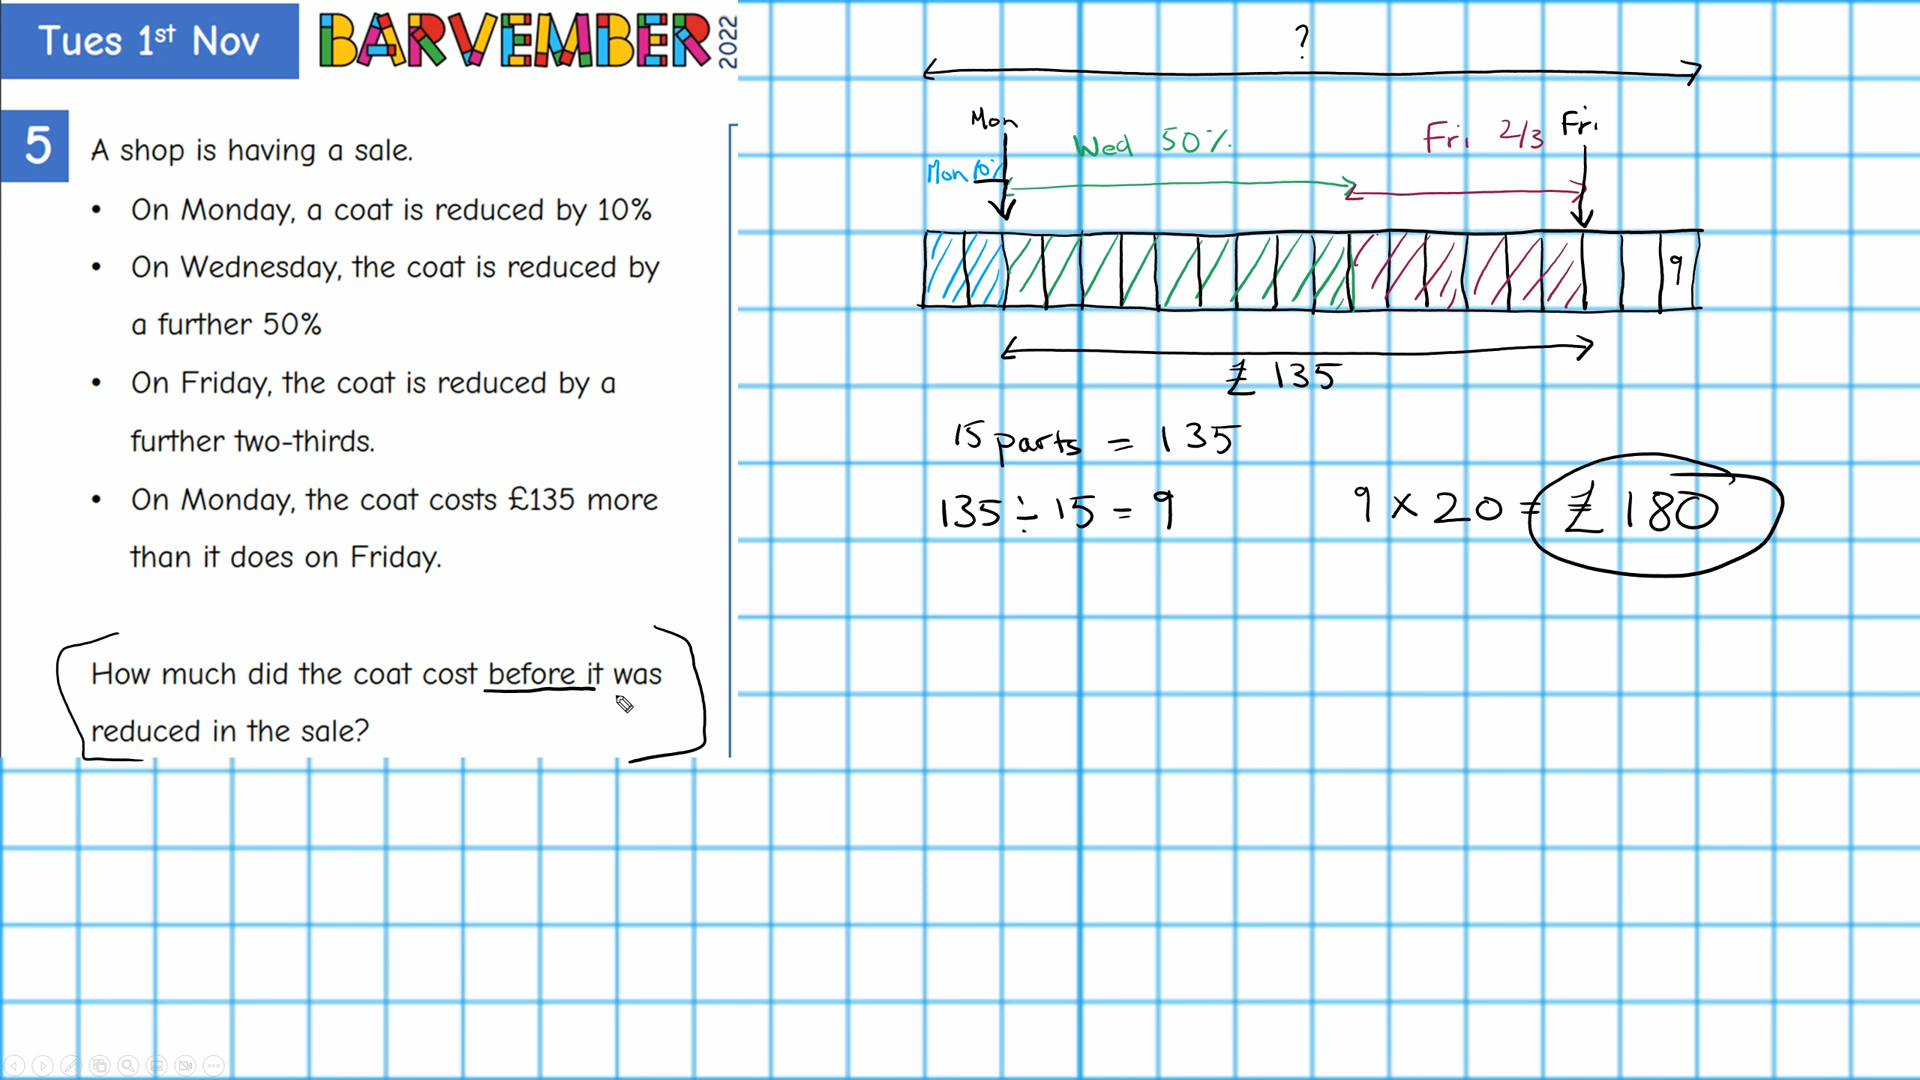 Tues 1st Nov
BARVEMBER 2022
5
A shop is having a sale.
• On Monday, a coat is reduced by 10%
• On Wednesday, the coat is reduced by
a further 50%
• On Friday, the coat is reduced by a
further two-thirds.
• On Monday, the coat costs £135 more
than it does on Friday.
How much did the coat cost before it was
reduced in the sale?
?
Mon
Wed 50%
Fri 2/3
Fri
Mon 10%
9
£ 135
15 parts = 135
135 ÷ 15 = 9
9 × 20 = £ 180